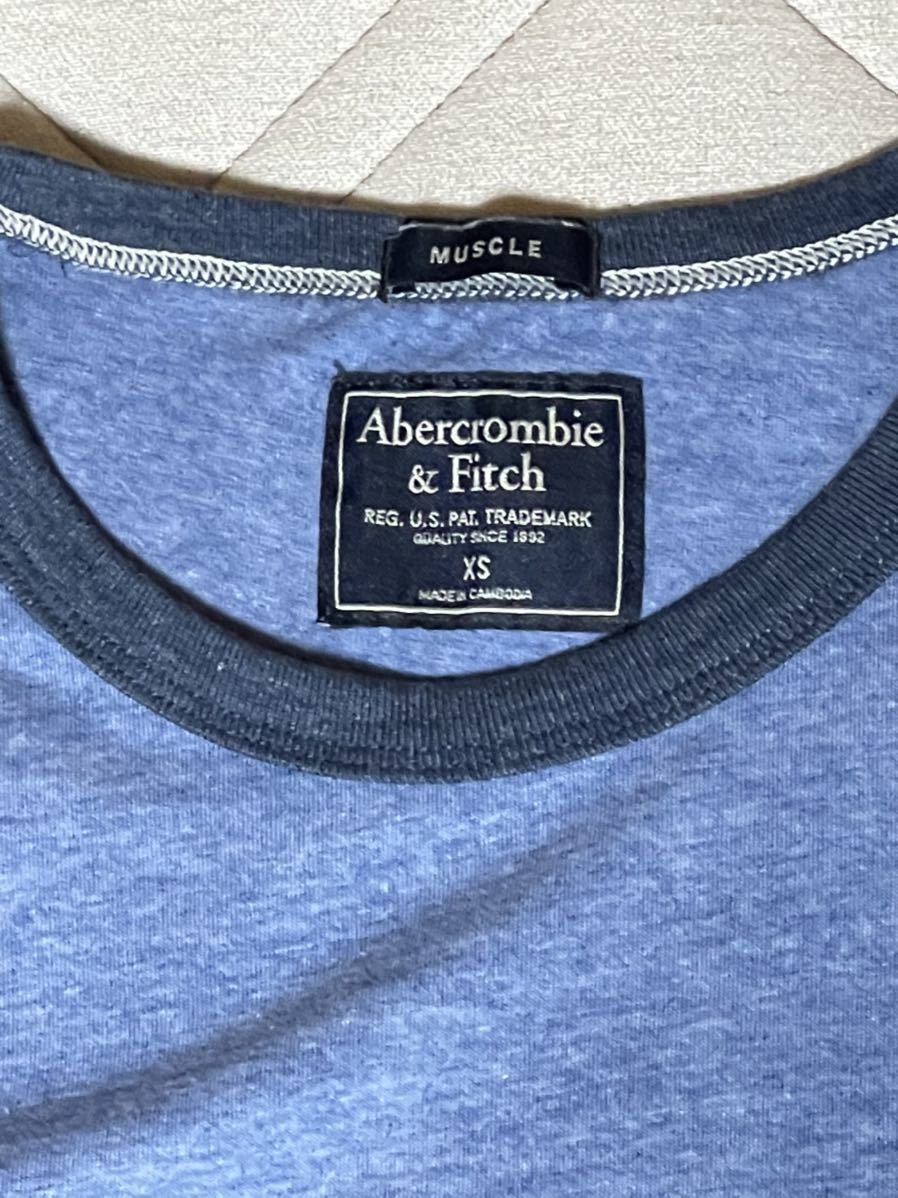 MUSCLE
Abercrombie
& Fitch
REG. U.S. PAT. TRADEMARK
QUALITY SINCE 1892
XS
MADE IN CAMBODIA